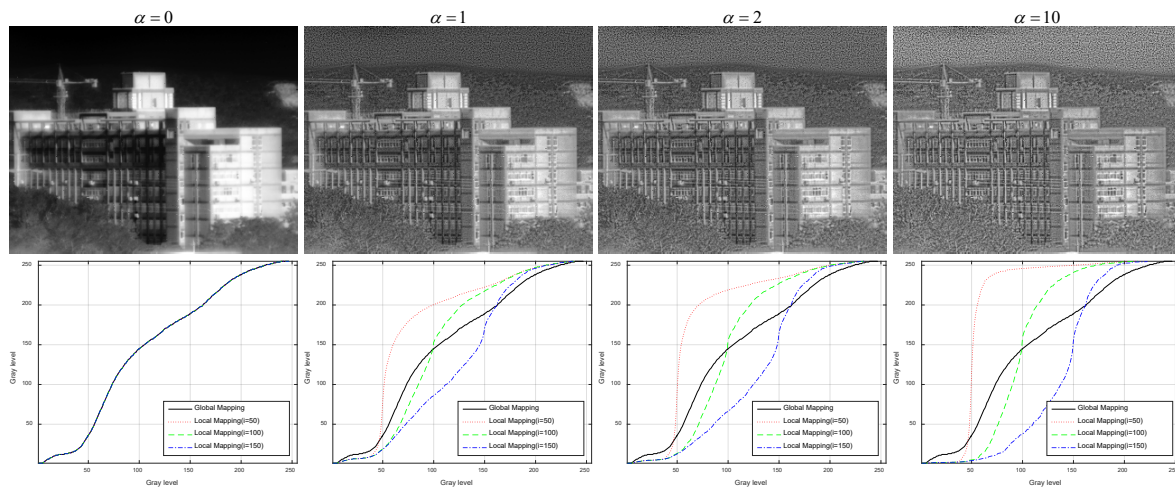 α = 0
α = 1
α = 2
α = 10
250
200
150
100
50
Gray level
Global Mapping
Local Mapping(i=50)
Local Mapping(i=100)
Local Mapping(i=150)
50
100
150
200
250
Gray level
250
200
150
100
50
Gray level
Global Mapping
Local Mapping(i=50)
Local Mapping(i=100)
Local Mapping(i=150)
50
100
150
200
250
Gray level
250
200
150
100
50
Gray level
Global Mapping
Local Mapping(i=50)
Local Mapping(i=100)
Local Mapping(i=150)
50
100
150
200
250
Gray level
250
200
150
100
50
Gray level
Global Mapping
Local Mapping(i=50)
Local Mapping(i=100)
Local Mapping(i=150)
50
100
150
200
250
Gray level